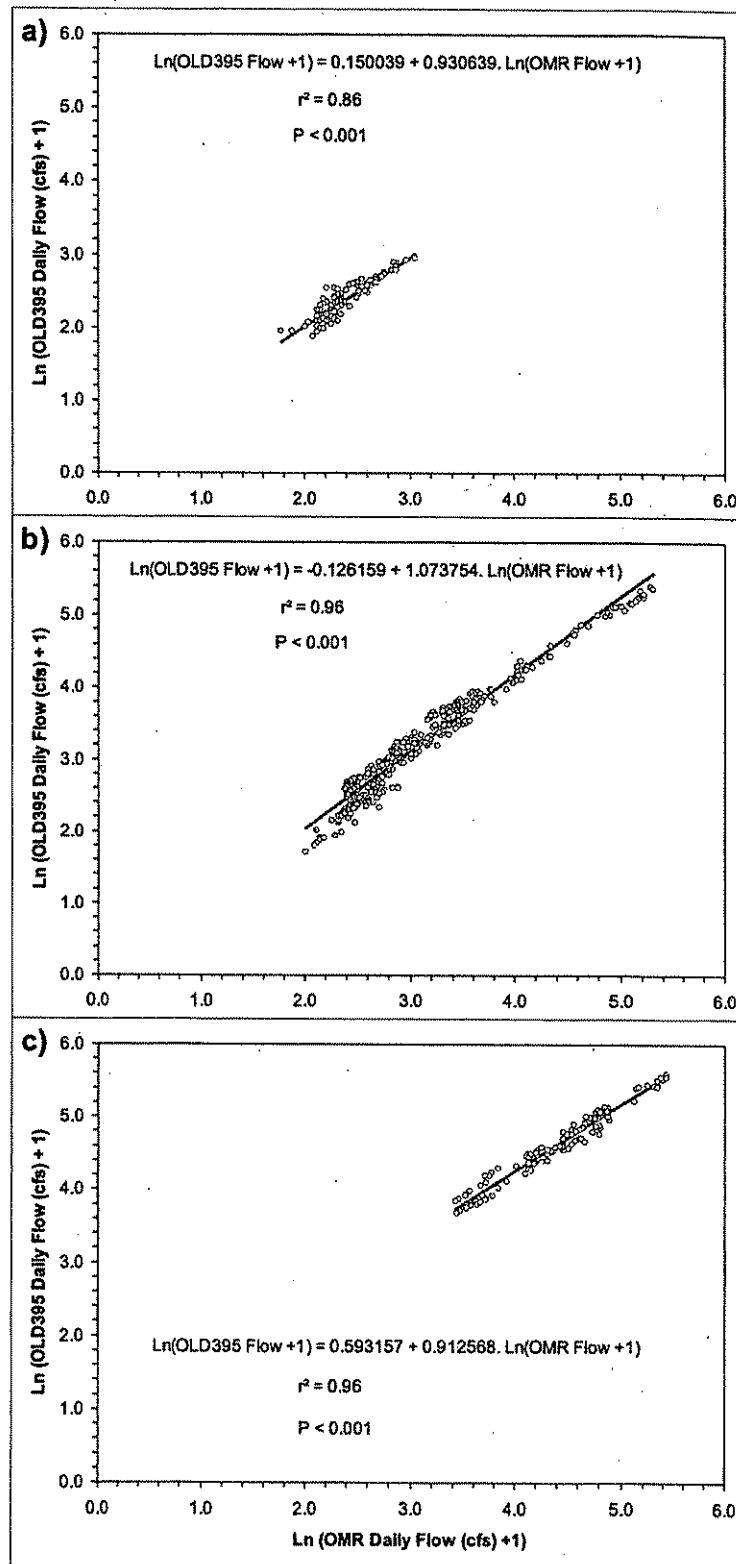 a)
Ln(OLD395 Flow +1) = 0.150039 + 0.930639. Ln(OMR Flow +1)
r² = 0.86
P < 0.001
Ln (OLD395 Daily Flow (cfs) + 1)
6.0
5.0
4.0
3.0
2.0
1.0
0.0
0.0 1.0 2.0 3.0 4.0 5.0 6.0
b)
Ln(OLD395 Flow +1) = -0.126159 + 1.073754. Ln(OMR Flow +1)
r² = 0.96
P < 0.001
Ln (OLD395 Daily Flow (cfs) + 1)
6.0
5.0
4.0
3.0
2.0
1.0
0.0
0.0 1.0 2.0 3.0 4.0 5.0 6.0
c)
Ln (OLD395 Daily Flow (cfs) + 1)
6.0
5.0
4.0
3.0
2.0
1.0
0.0
Ln(OLD395 Flow +1) = 0.593157 + 0.912568. Ln(OMR Flow +1)
r² = 0.96
P < 0.001
0.0 1.0 2.0 3.0 4.0 5.0 6.0
Ln (OMR Daily Flow (cfs) +1)